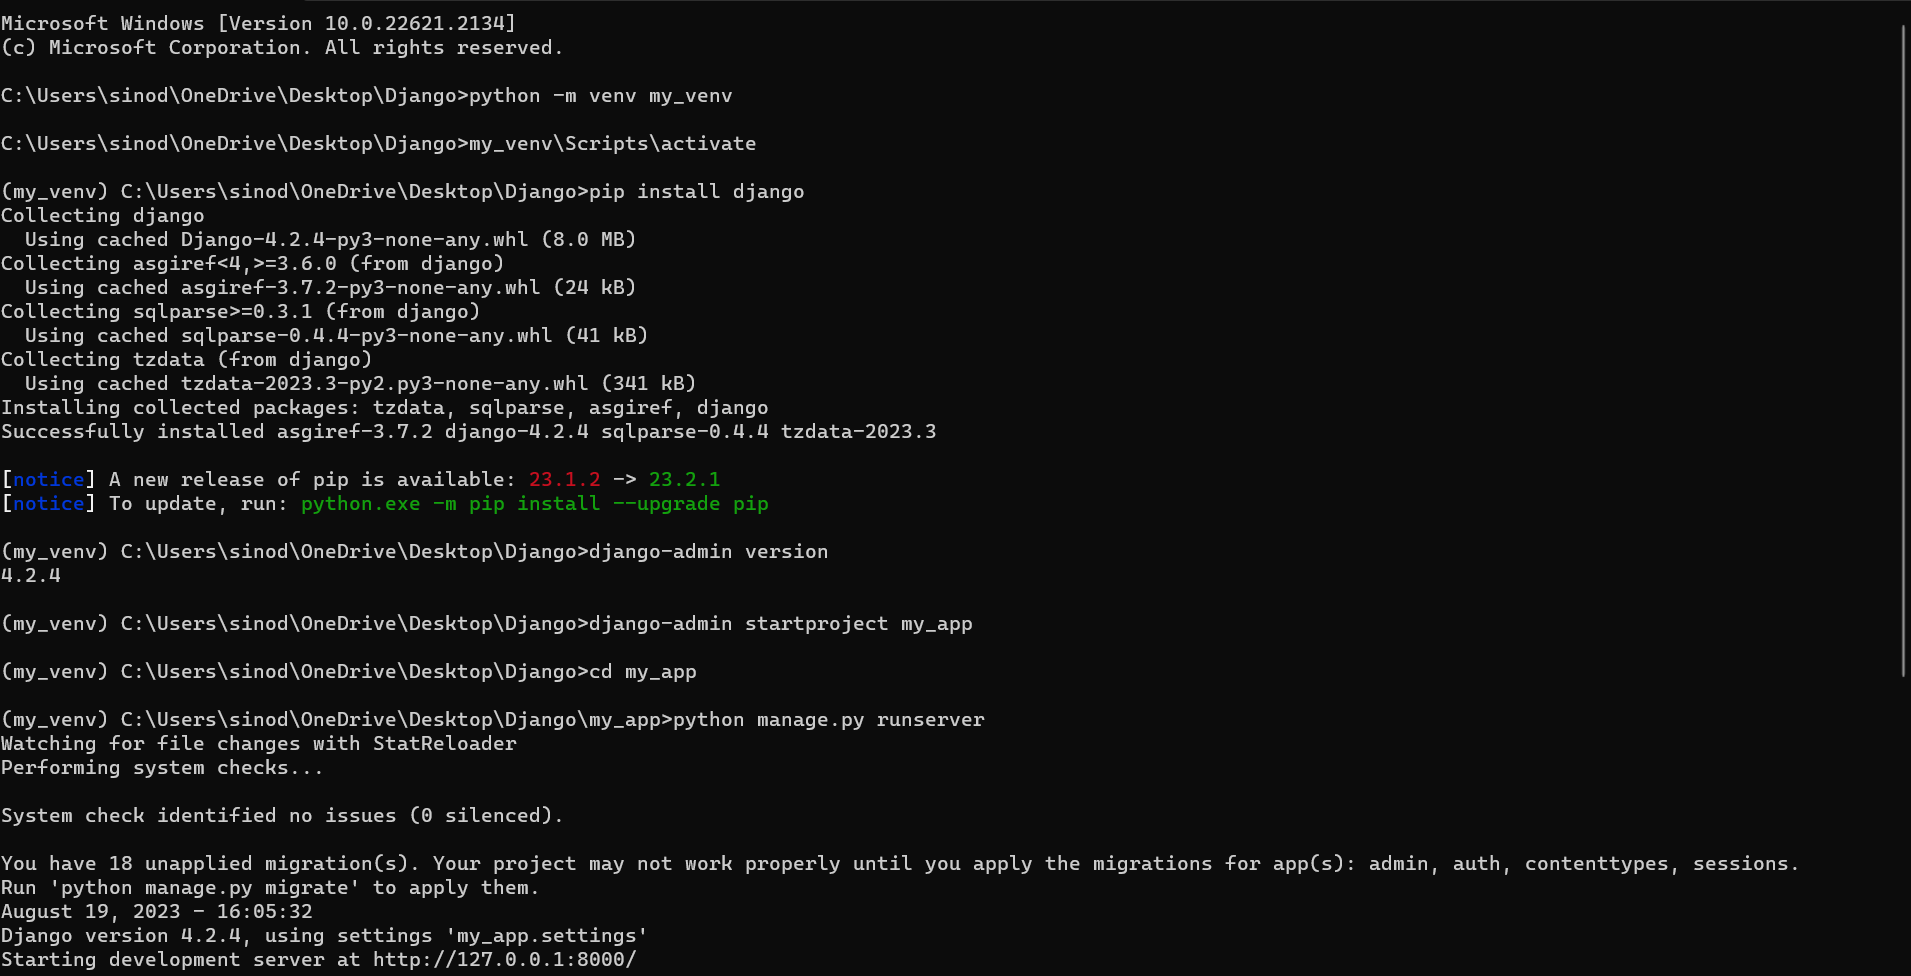 Microsoft Windows [Version 10.0.22621.2134]
(c) Microsoft Corporation. All rights reserved.
C:\Users\sinod\OneDrive\Desktop\Django>python -m venv my_venv
C:\Users\sinod\OneDrive\Desktop\Django>my_venv\Scripts\activate
(my_venv) C:\Users\sinod\OneDrive\Desktop\Django>pip install django
Collecting django
  Using cached Django-4.2.4-py3-none-any.whl (8.0 MB)
Collecting asgiref<4,>=3.6.0 (from django)
  Using cached asgiref-3.7.2-py3-none-any.whl (24 kB)
Collecting sqlparse>=0.3.1 (from django)
  Using cached sqlparse-0.4.4-py3-none-any.whl (41 kB)
Collecting tzdata (from django)
  Using cached tzdata-2023.3-py2.py3-none-any.whl (341 kB)
Installing collected packages: tzdata, sqlparse, asgiref, django
Successfully installed asgiref-3.7.2 django-4.2.4 sqlparse-0.4.4 tzdata-2023.3
[notice] A new release of pip is available: 23.1.2 -> 23.2.1
[notice] To update, run: python.exe -m pip install --upgrade pip
(my_venv) C:\Users\sinod\OneDrive\Desktop\Django>django-admin version
4.2.4
(my_venv) C:\Users\sinod\OneDrive\Desktop\Django>django-admin startproject my_app
(my_venv) C:\Users\sinod\OneDrive\Desktop\Django>cd my_app
(my_venv) C:\Users\sinod\OneDrive\Desktop\Django\my_app>python manage.py runserver
Watching for file changes with StatReloader
Performing system checks...
System check identified no issues (0 silenced).
You have 18 unapplied migration(s). Your project may not work properly until you apply the migrations for app(s): admin, auth, contenttypes, sessions.
Run 'python manage.py migrate' to apply them.
August 19, 2023 - 16:05:32
Django version 4.2.4, using settings 'my_app.settings'
Starting development server at http://127.0.0.1:8000/